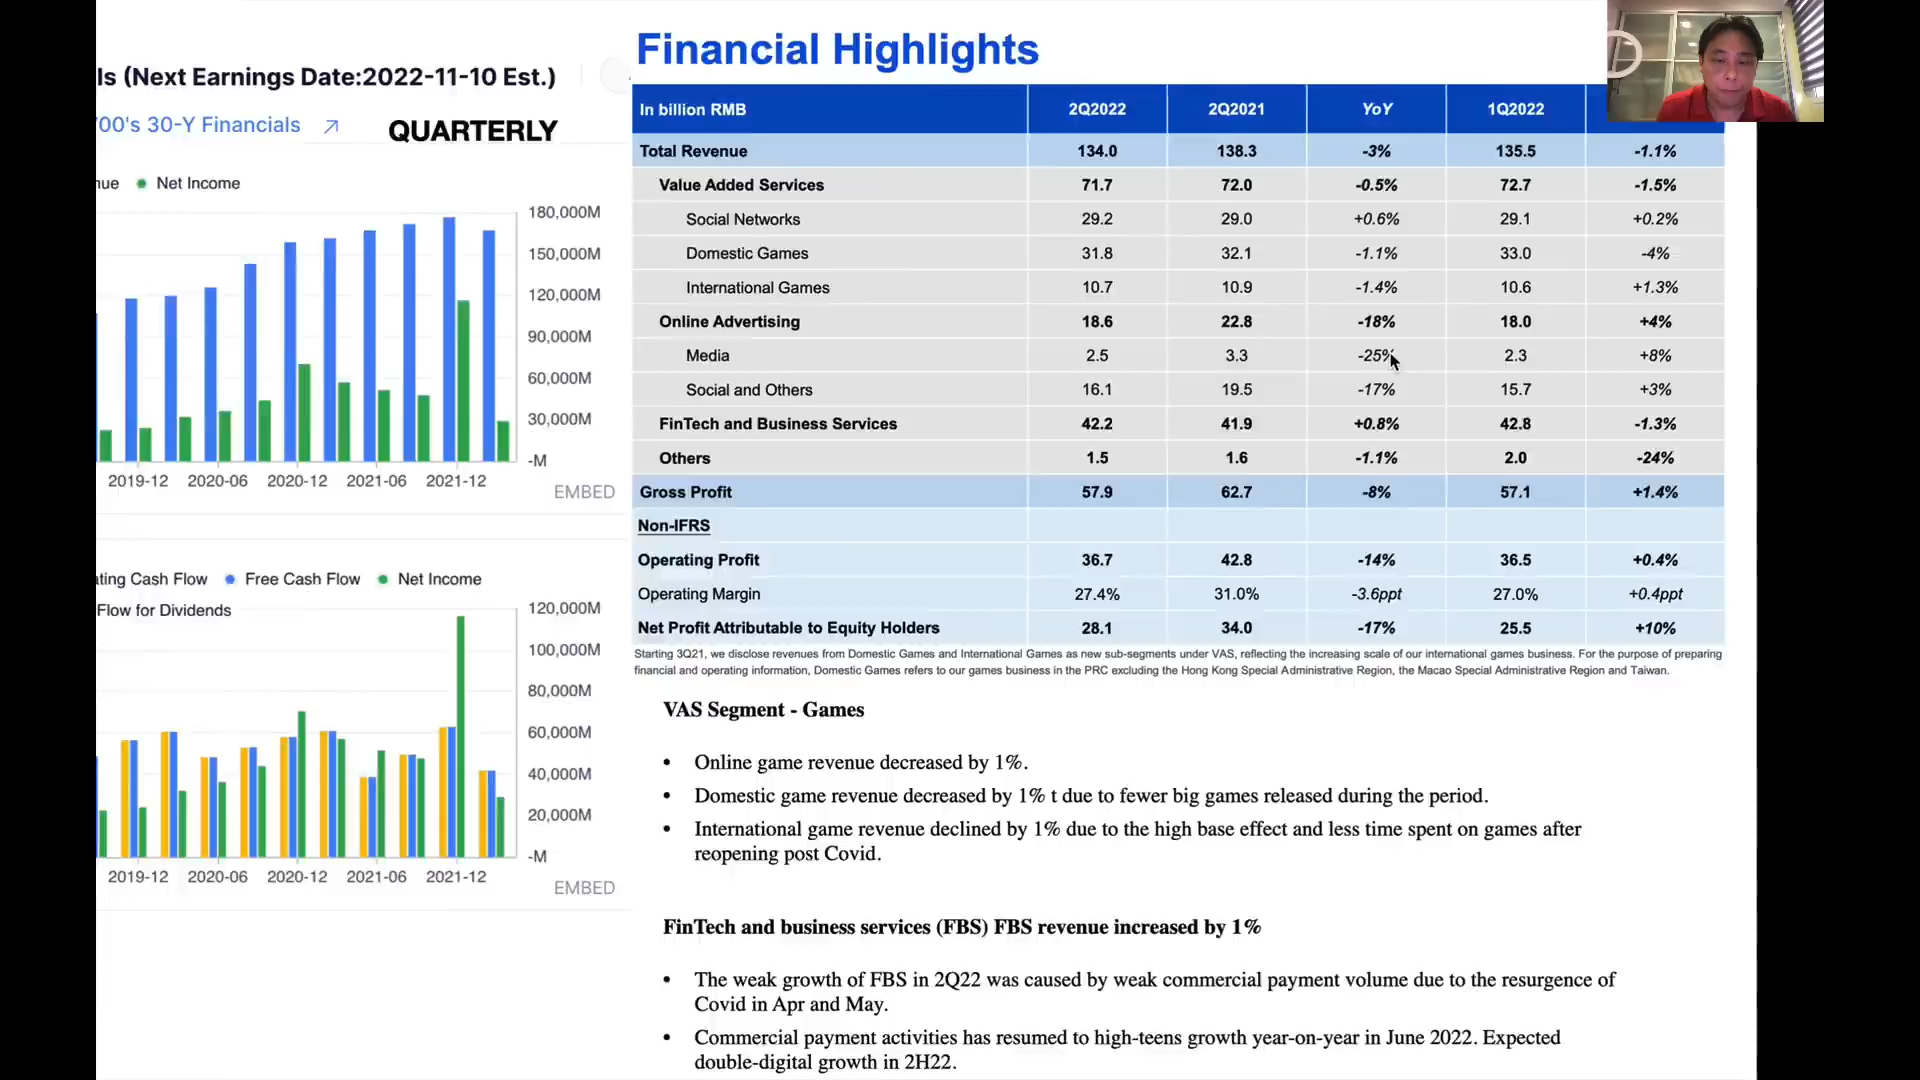 ls (Next Earnings Date:2022-11-10 Est.)
'00's 30-Y Financials
QUARTERLY
nue Net Income
180,000M
150,000M
120,000M
90,000M
60,000M
30,000M
-M
2019-12 2020-06 2020-12 2021-06 2021-12
EMBED
ating Cash Flow Free Cash Flow Net Income
Flow for Dividends
120,000M
100,000M
80,000M
60,000M
40,000M
20,000M
-M
2019-12 2020-06 2020-12 2021-06 2021-12
EMBED
Financial Highlights
In billion RMB 2Q2022 2Q2021 YoY 1Q2022
Total Revenue 134.0 138.3 -3% 135.5 -1.1%
Value Added Services 71.7 72.0 -0.5% 72.7 -1.5%
Social Networks 29.2 29.0 +0.6% 29.1 +0.2%
Domestic Games 31.8 32.1 -1.1% 33.0 -4%
International Games 10.7 10.9 -1.4% 10.6 +1.3%
Online Advertising 18.6 22.8 -18% 18.0 +4%
Media 2.5 3.3 -25% 2.3 +8%
Social and Others 16.1 19.5 -17% 15.7 +3%
FinTech and Business Services 42.2 41.9 +0.8% 42.8 -1.3%
Others 1.5 1.6 -1.1% 2.0 -24%
Gross Profit 57.9 62.7 -8% 57.1 +1.4%
Non-IFRS
Operating Profit 36.7 42.8 -14% 36.5 +0.4%
Operating Margin 27.4% 31.0% -3.6ppt 27.0% +0.4ppt
Net Profit Attributable to Equity Holders 28.1 34.0 -17% 25.5 +10%
Starting 3Q21, we disclose revenues from Domestic Games and International Games as new sub-segments under VAS, reflecting the increasing scale of our international games business. For the purpose of preparing
financial and operating information, Domestic Games refers to our games business in the PRC excluding the Hong Kong Special Administrative Region, the Macao Special Administrative Region and Taiwan.
VAS Segment - Games
• Online game revenue decreased by 1%.
• Domestic game revenue decreased by 1% t due to fewer big games released during the period.
• International game revenue declined by 1% due to the high base effect and less time spent on games after
reopening post Covid.
FinTech and business services (FBS) FBS revenue increased by 1%
• The weak growth of FBS in 2Q22 was caused by weak commercial payment volume due to the resurgence of
Covid in Apr and May.
• Commercial payment activities has resumed to high-teens growth year-on-year in June 2022. Expected
double-digital growth in 2H22.